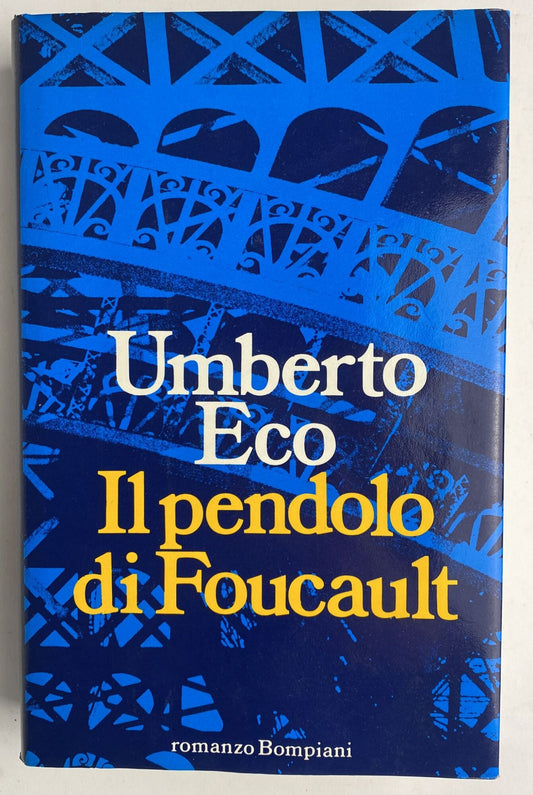 Umberto
Eco
Il pendolo
di Foucault
romanzo Bompiani